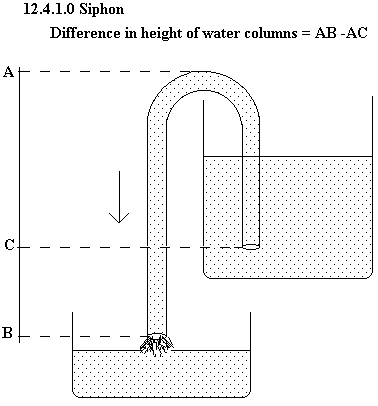 12.4.1.0 Siphon
Difference in height of water columns = AB -AC
A
C
B